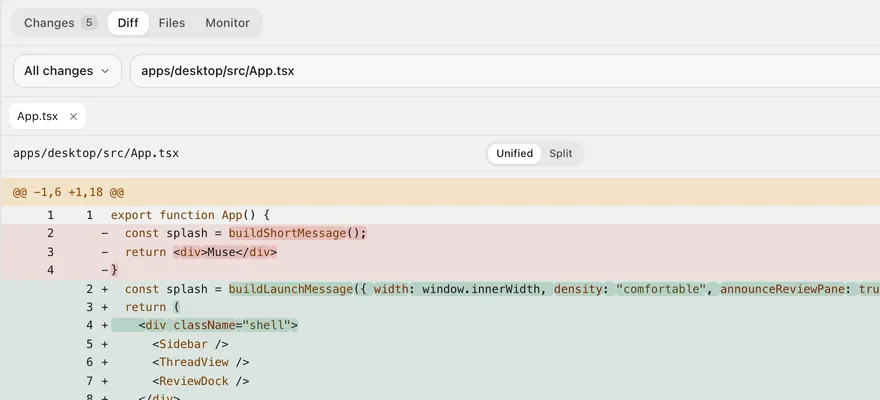 Changes 5 Diff Files Monitor
All changes apps/desktop/src/App.tsx
App.tsx ×
apps/desktop/src/App.tsx Unified Split
@@ −1,6 +1,18 @@
1 1 export function App() {
2 − const splash = buildShortMessage();
3 − return <div>Muse</div>
4 −}
2 + const splash = buildLaunchMessage({ width: window.innerWidth, density: "comfortable", announceReviewPane: tru
3 + return (
4 + <div className="shell">
5 + <Sidebar />
6 + <ThreadView />
7 + <ReviewDock />
8 + </div>